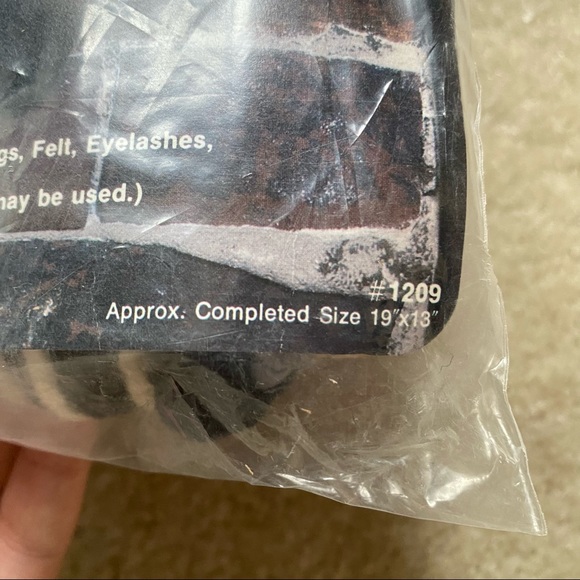 gs, Felt, Eyelashes,
may be used.)
#1209
Approx. Completed Size 19"x13"